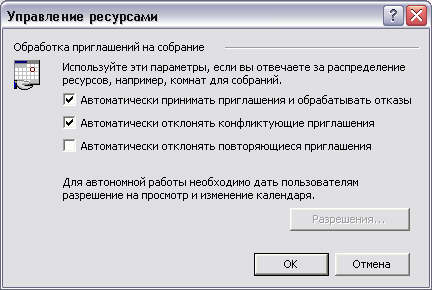 Управление ресурсами
Обработка приглашений на собрание
Используйте эти параметры, если вы отвечаете за распределение
ресурсов, например, комнат для собраний.
Автоматически принимать приглашения и обрабатывать отказы
Автоматически отклонять конфликтующие приглашения
Автоматически отклонять повторяющиеся приглашения
Для автономной работы необходимо дать пользователям
разрешение на просмотр и изменение календаря.
Разрешения...
ОК
Отмена